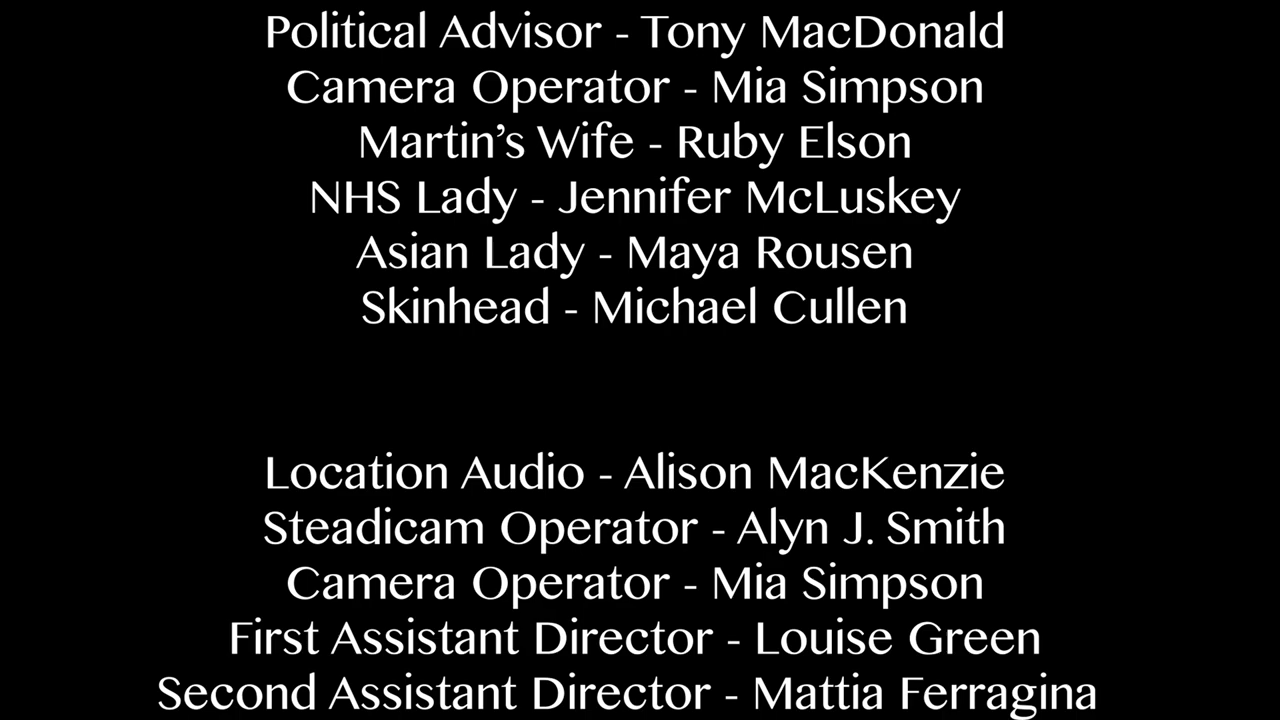 Political Advisor - Tony MacDonald
Camera Operator - Mia Simpson
Martin’s Wife - Ruby Elson
NHS Lady - Jennifer McLuskey
Asian Lady - Maya Rousen
Skinhead - Michael Cullen
Location Audio - Alison MacKenzie
Steadicam Operator - Alyn J. Smith
Camera Operator - Mia Simpson
First Assistant Director - Louise Green
Second Assistant Director - Mattia Ferragina